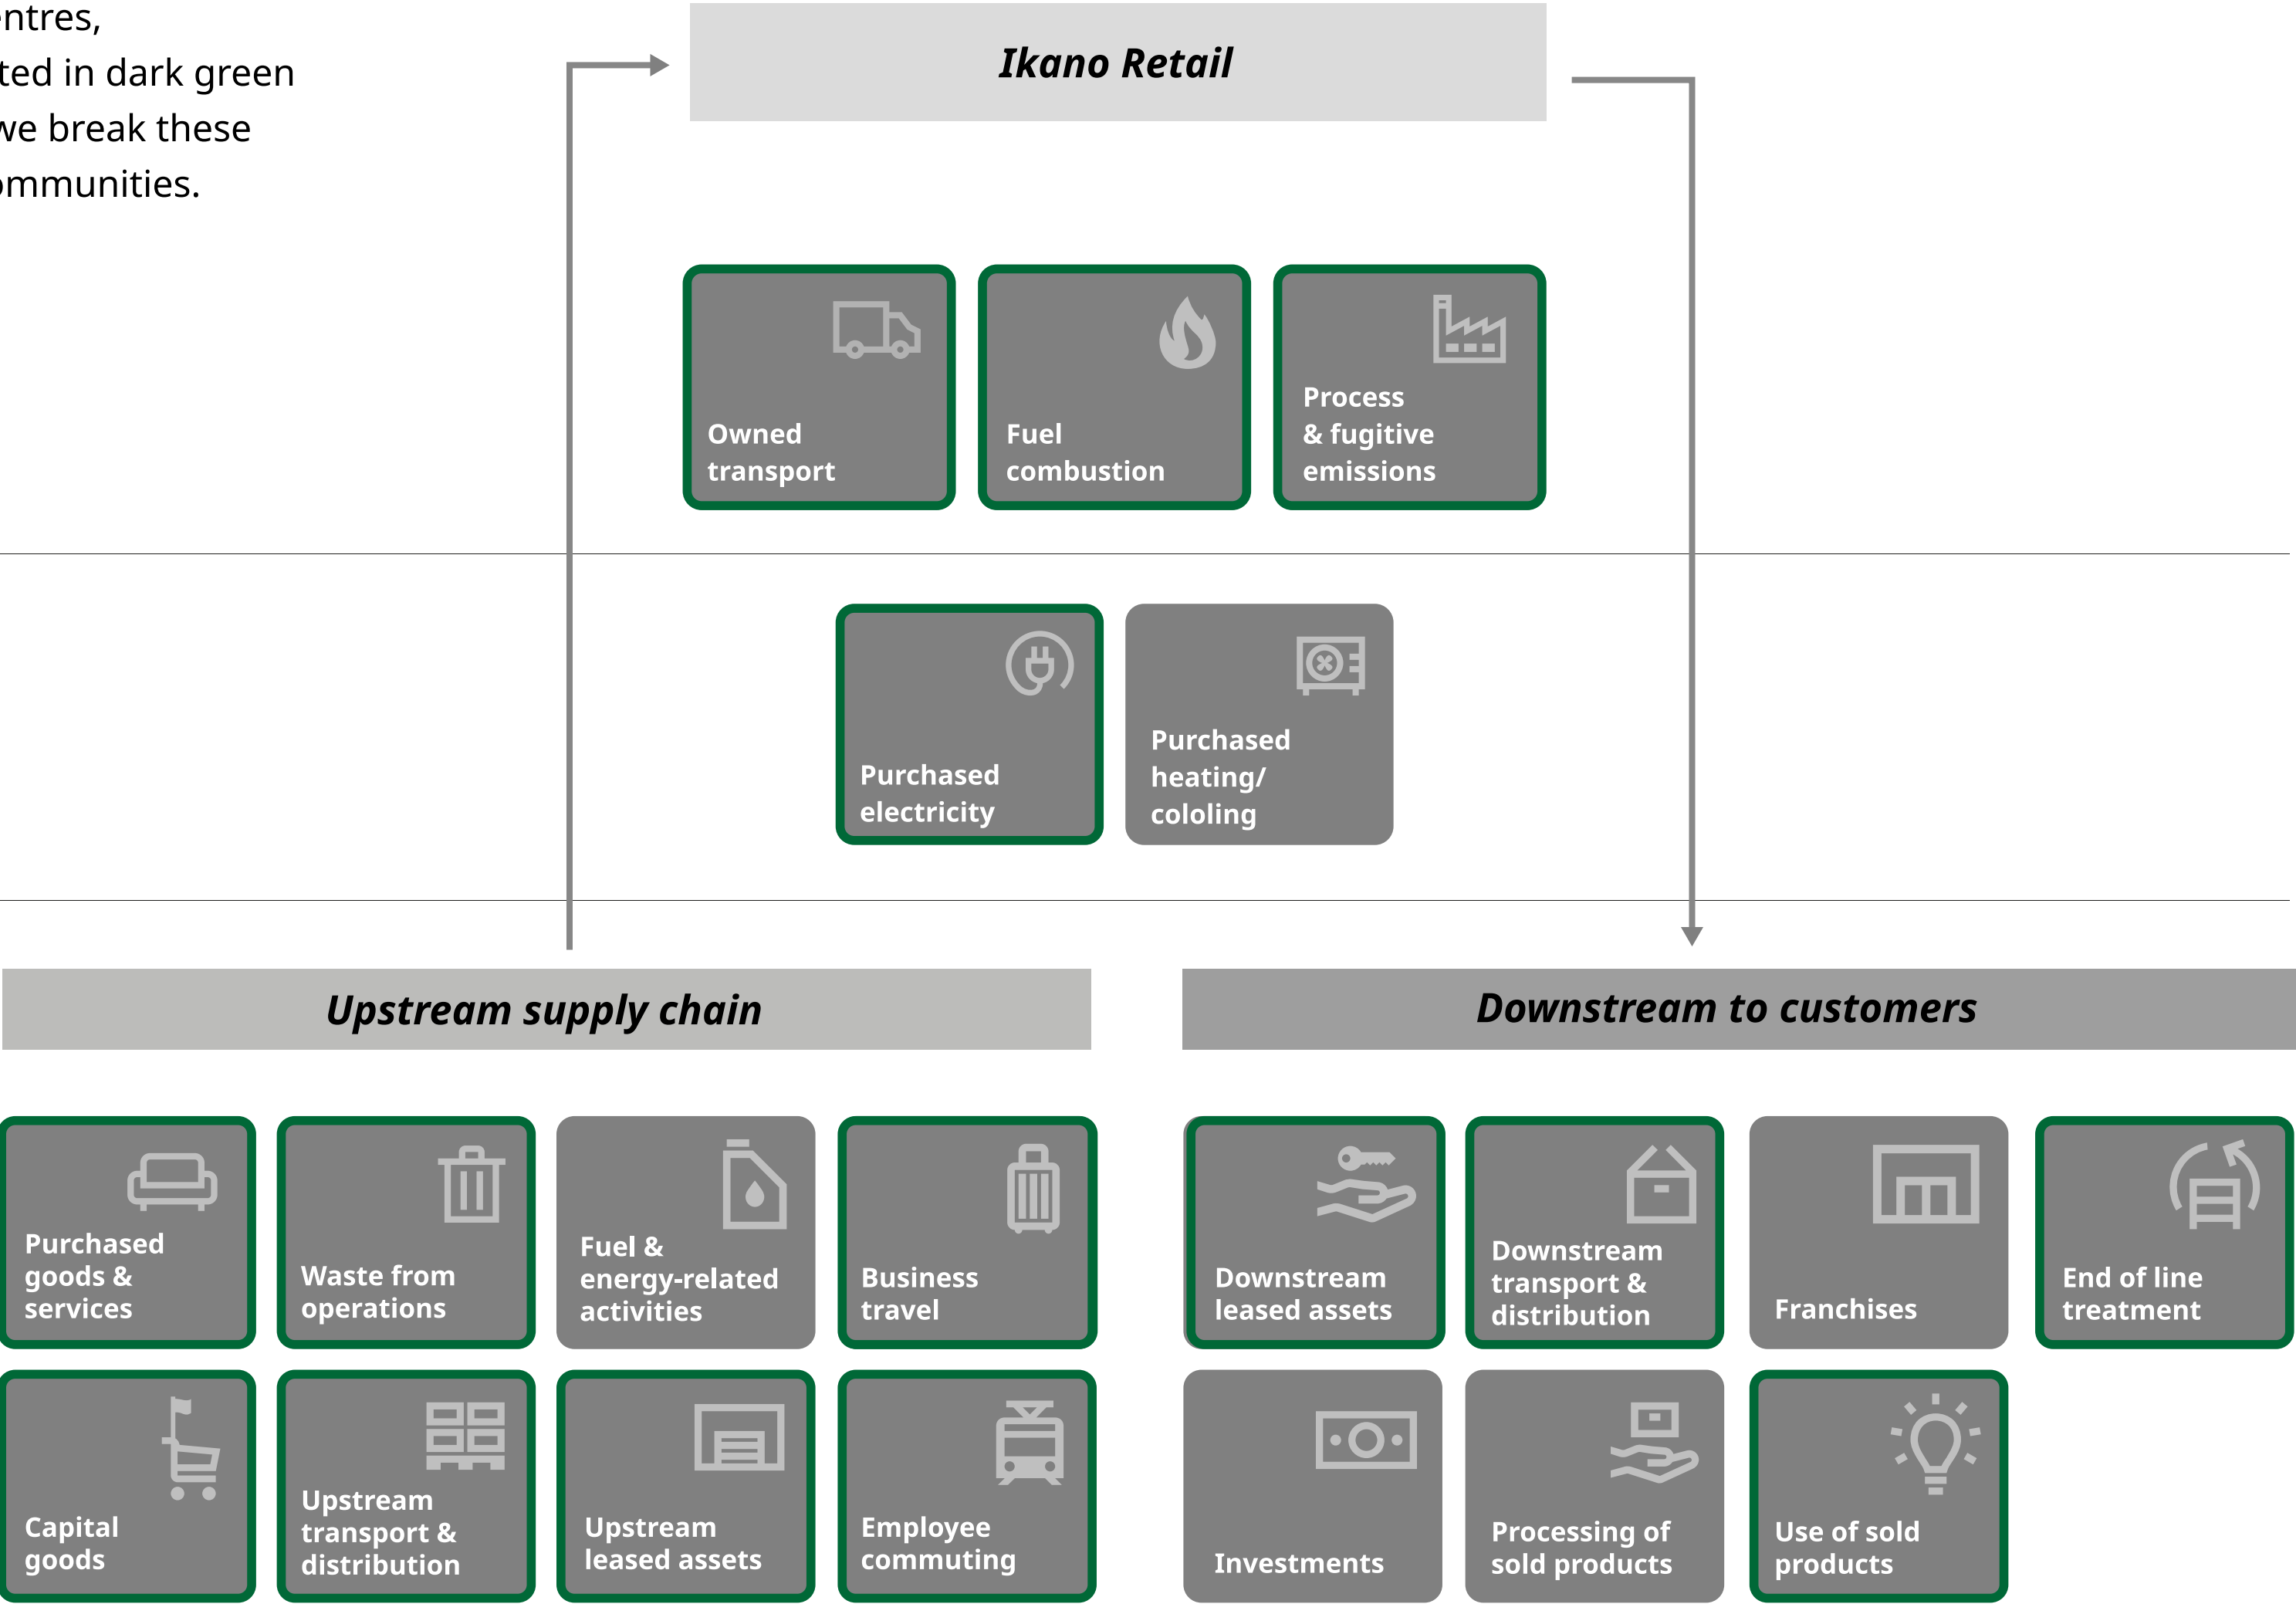 entres,
ted in dark green
we break these
ommunities.
Ikano Retail
Owned
transport
Fuel
combustion
Process
& fugitive
emissions
Purchased
electricity
Purchased
heating/
cololing
Upstream supply chain
Downstream to customers
Purchased
goods &
services
Waste from
operations
Fuel &
energy-related
activities
Business
travel
Downstream
leased assets
Downstream
transport &
distribution
Franchises
End of line
treatment
Capital
goods
Upstream
transport &
distribution
Upstream
leased assets
Employee
commuting
Investments
Processing of
sold products
Use of sold
products